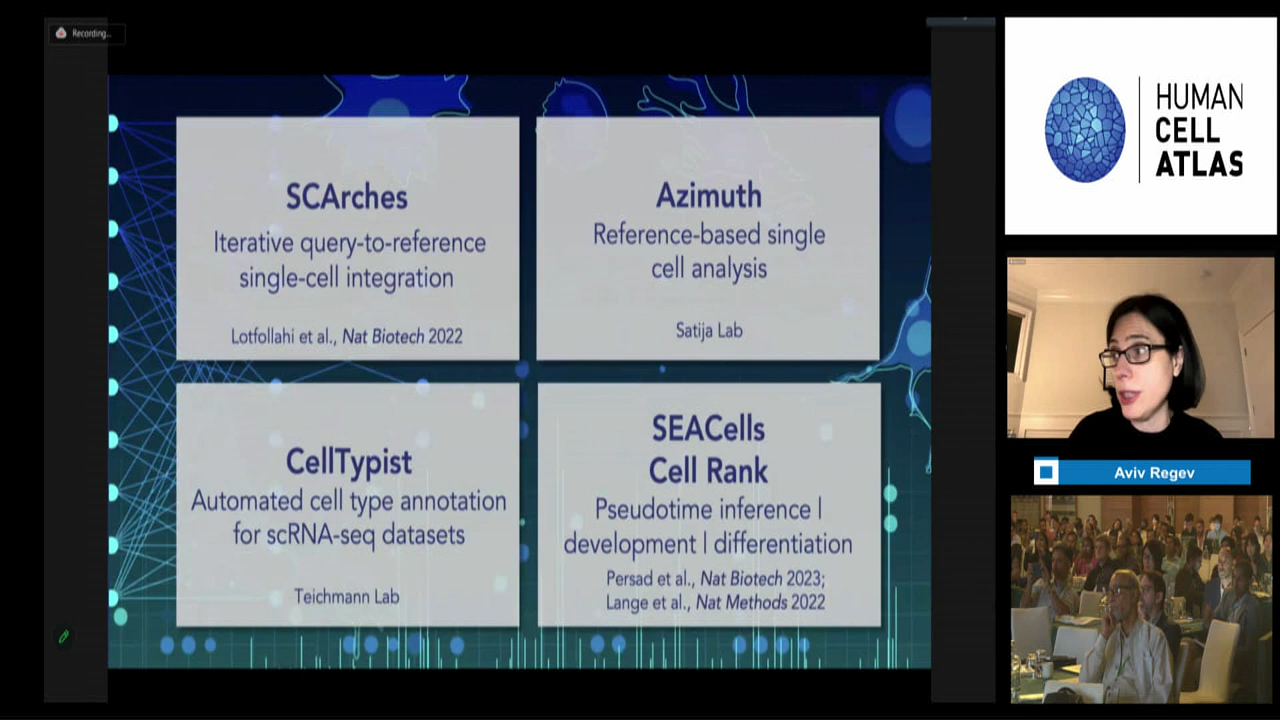 Recording...
SCArches
Iterative query-to-reference
single-cell integration
Lotfollahi et al., Nat Biotech 2022
Azimuth
Reference-based single
cell analysis
Satija Lab
CellTypist
Automated cell type annotation
for scRNA-seq datasets
Teichmann Lab
SEACells
Cell Rank
Pseudotime inference |
development | differentiation
Persad et al., Nat Biotech 2023;
Lange et al., Nat Methods 2022
HUMAN
CELL
ATLAS
Aviv Regev